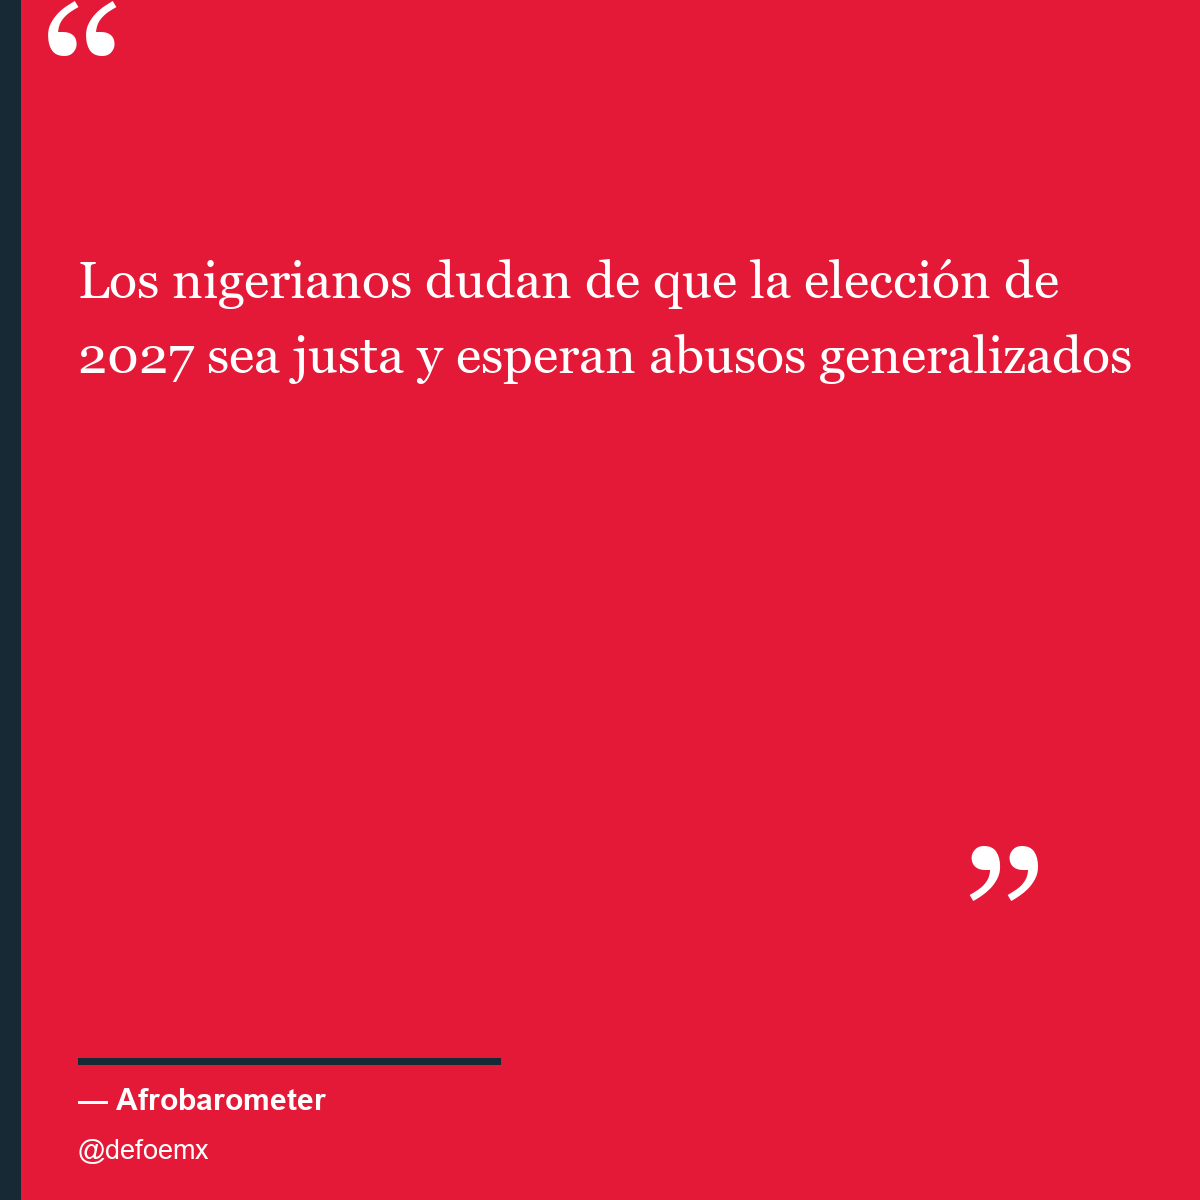 “
Los nigerianos dudan de que la elección de
2027 sea justa y esperan abusos generalizados
”
— Afrobarometer
@defoemx